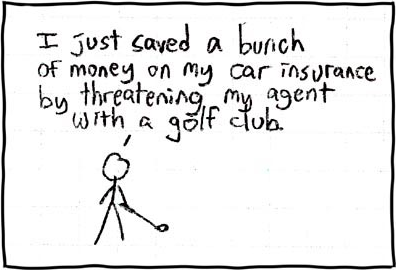 I just saved a bunch
of money on my car insurance
by threatening my agent
with a golf club.